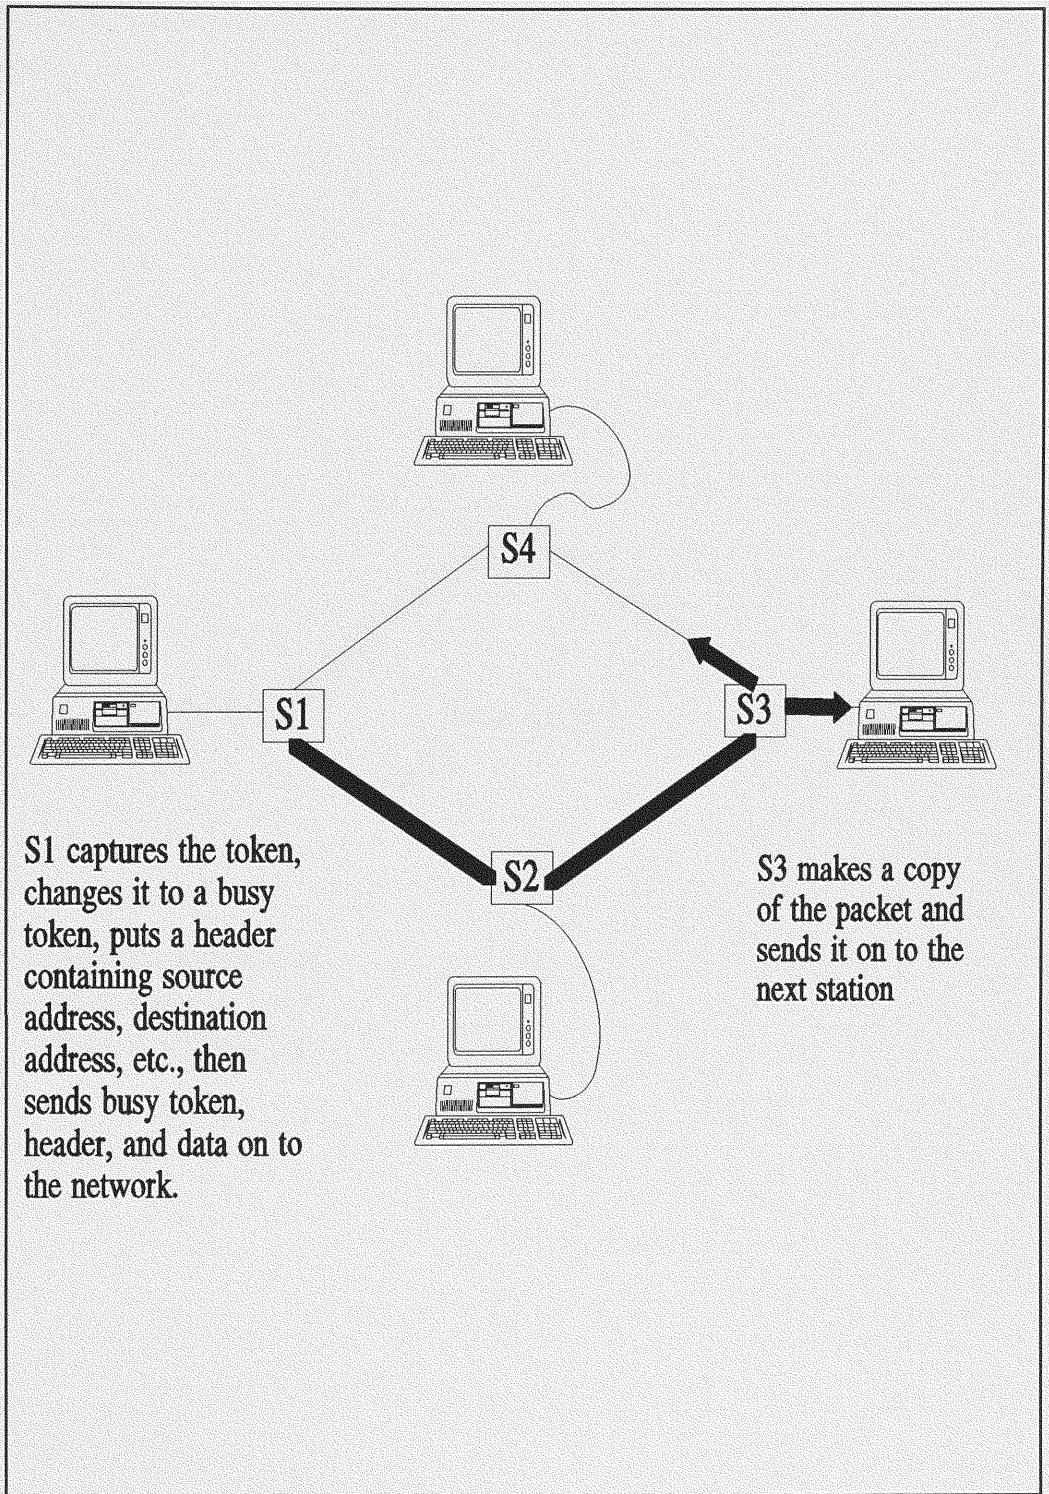 S4
S1
S3
S2
S1 captures the token,
changes it to a busy
token, puts a header
containing source
address, destination
address, etc., then
sends busy token,
header, and data on to
the network.
S3 makes a copy
of the packet and
sends it on to the
next station